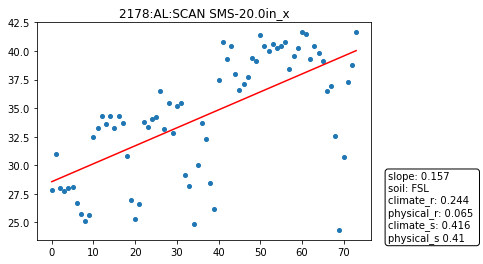 2178:AL:SCAN SMS-20.0in_x
42.5
40.0
37.5
35.0
32.5
30.0
27.5
25.0
0 10 20 30 40 50 60 70
slope: 0.157
soil: FSL
climate_r: 0.244
physical_r: 0.065
climate_s: 0.416
physical_s 0.41